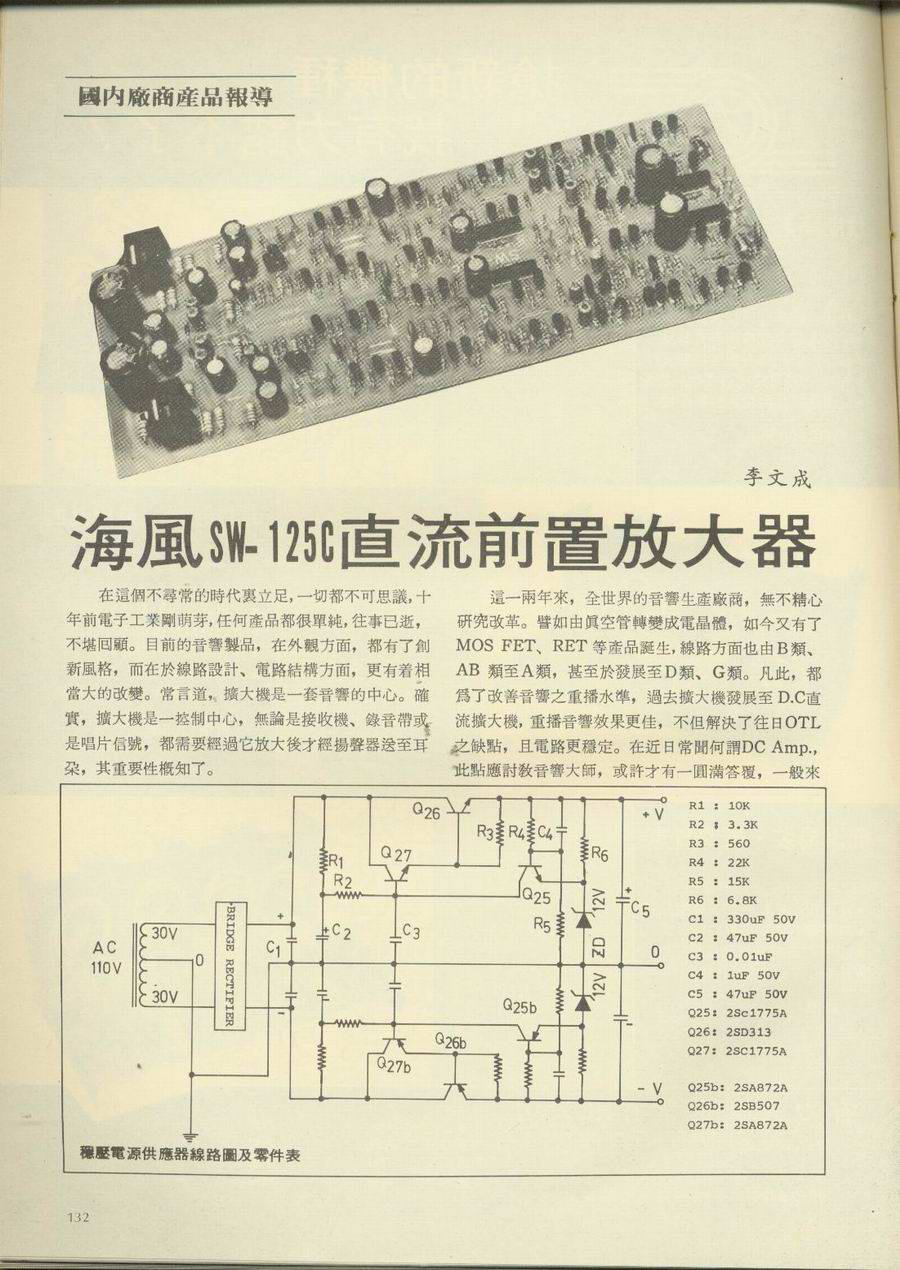 國內廠商產品報導
李文成
海風SW-125C直流前置放大器
在這個不尋常的時代裏立足,一切都不可思議,十
年前電子工業剛萌芽,任何產品都很單純,往事已逝,
不堪回顧。目前的音響製品,在外觀方面,都有了創
新風格,而在於線路設計、電路結構方面,更有着相
當大的改變。常言道,擴大機是一套音響的中心。確
實,擴大機是一控制中心,無論是接收機、錄音帶或
是唱片信號,都需要經過它放大後才經揚聲器送至耳
朶,其重要性概知了。
這一兩年來,全世界的音響生產廠商,無不精心
研究改革。譬如由眞空管轉變成電晶體,如今又有了
MOS FET、RET 等產品誕生,線路方面也由B類、
AB 類至A類,甚至於發展至D類、G類。凡此,都
爲了改善音響之重播水準,過去擴大機發展至 D.C直
流擴大機,重播音響效果更佳,不但解決了往日OTL
之缺點,且電路更穩定。在近日常聞何謂DC Amp.,
此點應討敎音響大師,或許才有一圓滿答覆,一般來
Q26
+ V
R3
R4
C4
R6
Q27
R1
R2
Q25
12V
+
C5
R5
AC
110V
30V
0
30V
BRIDGE RECTIFIER
+
-
C1
+
C2
C3
ZD
0
12V
Q25b
Q26b
Q27b
- V
R1 : 10K
R2 : 3.3K
R3 : 560
R4 : 22K
R5 : 15K
R6 : 6.8K
C1 : 330uF 50V
C2 : 47uF 50V
C3 : 0.01uF
C4 : 1uF 50V
C5 : 47uF 50V
Q25: 2Sc1775A
Q26: 2SD313
Q27: 2SC1775A
Q25b: 2SA872A
Q26b: 2SB507
Q27b: 2SA872A
穩壓電源供應器線路圖及零件表
132